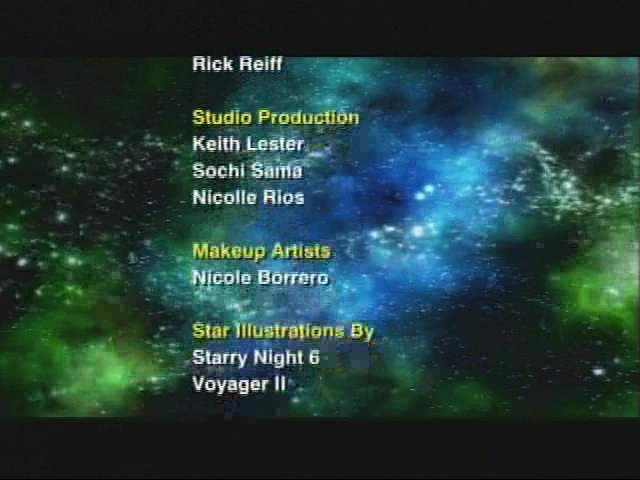 Rick Reiff
Studio Production
Keith Lester
Sochi Sama
Nicolle Rios
Makeup Artists
Nicole Borrero
Star Illustrations By
Starry Night 6
Voyager II